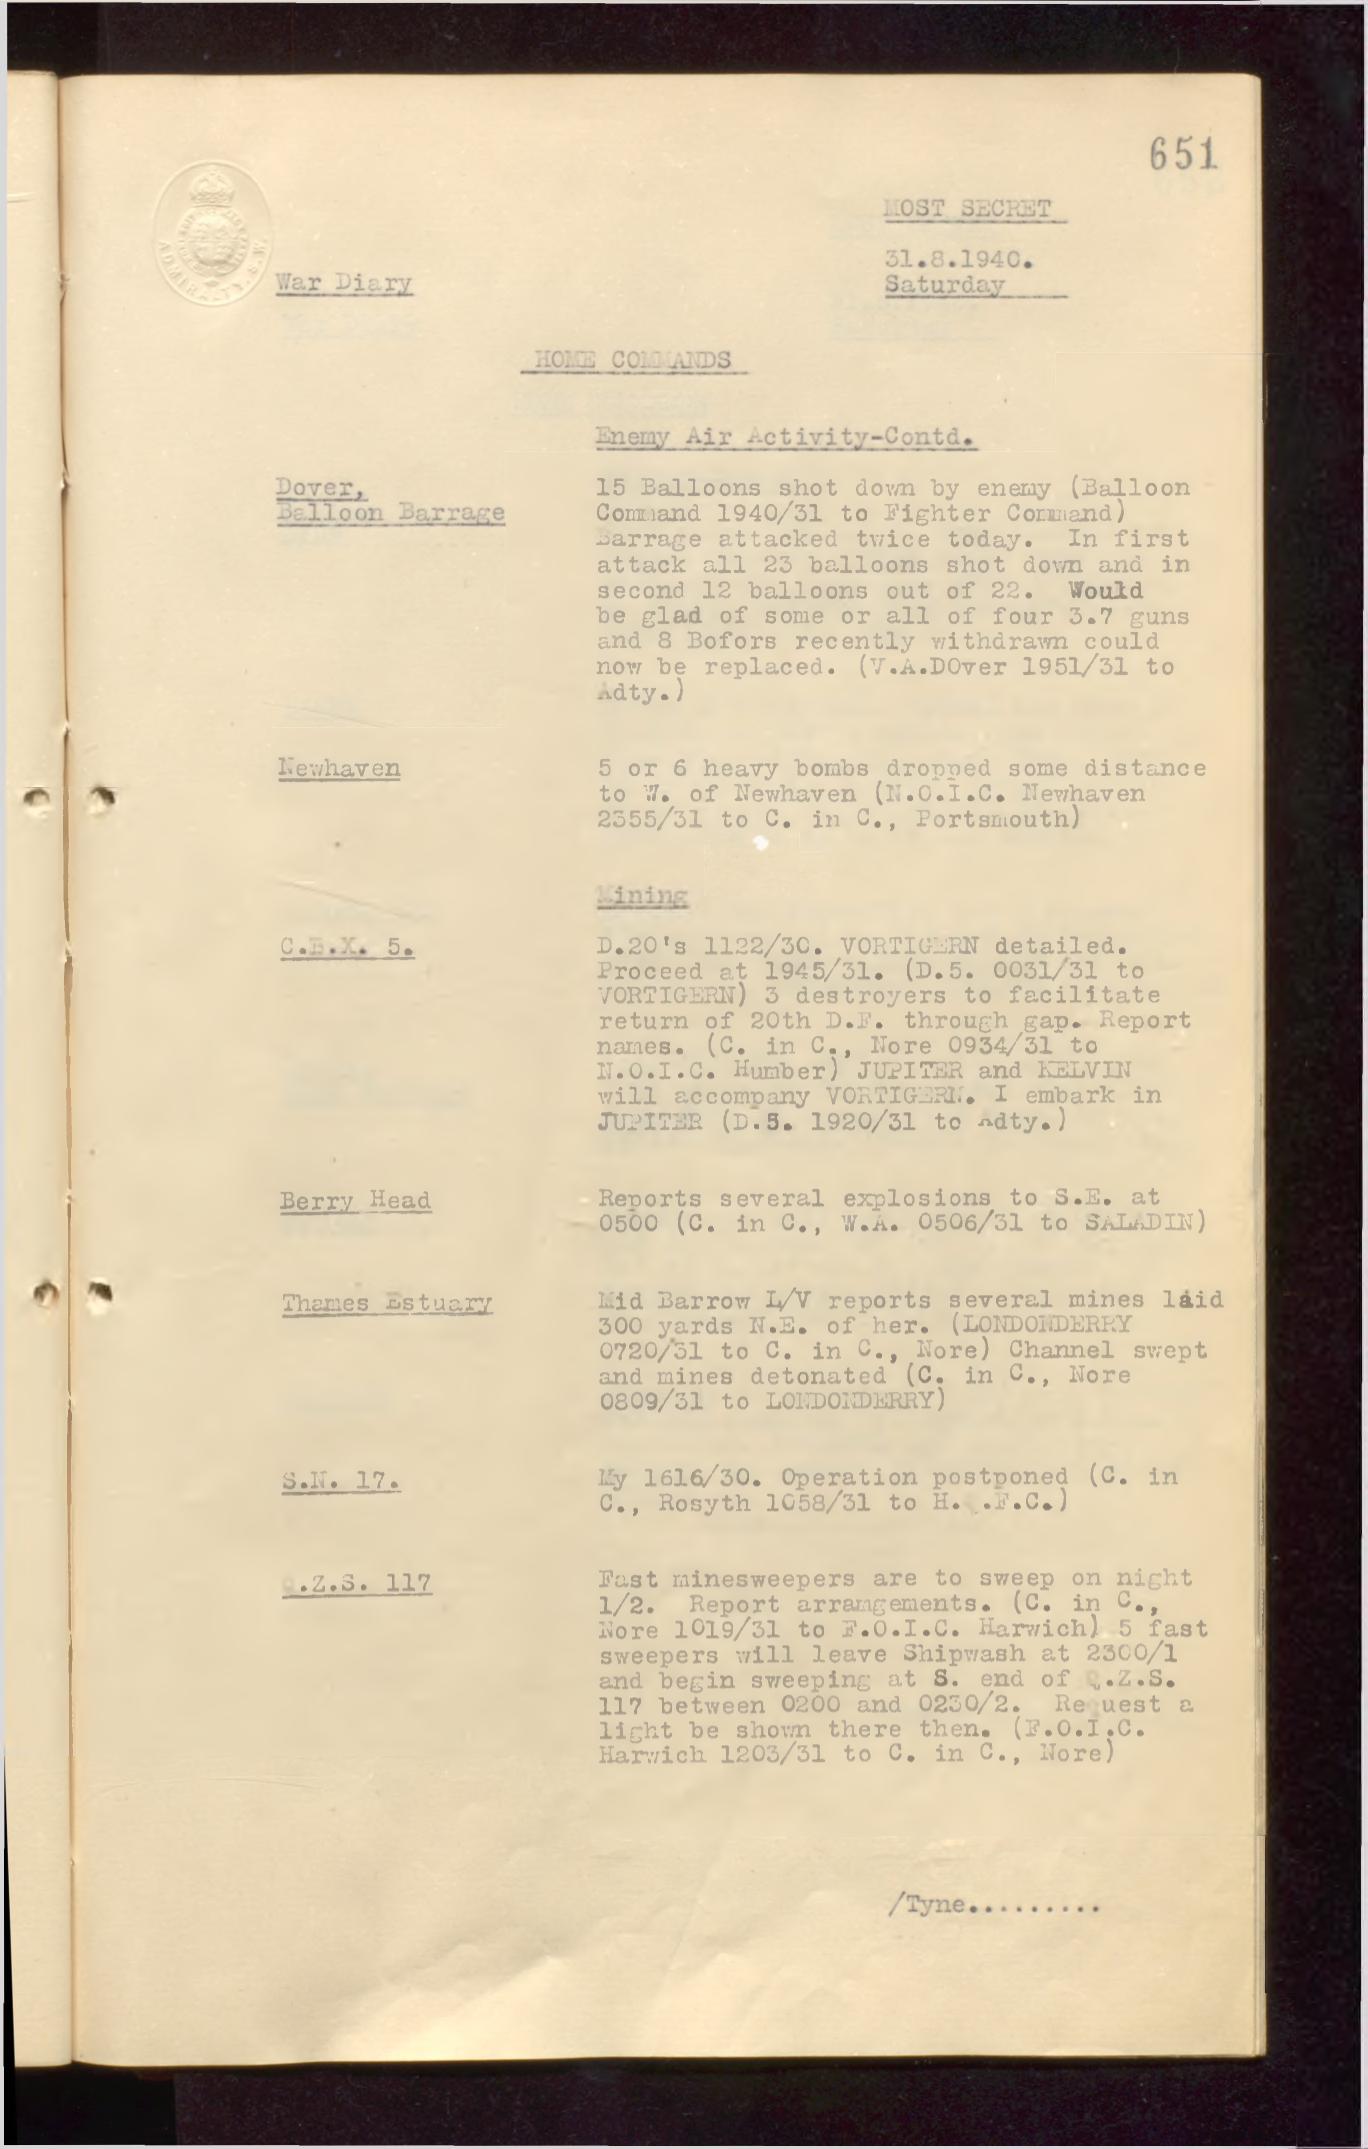 651
MOST SECRET
31.8.1940.
Saturday
War Diary
HOME COMMANDS
Enemy Air Activity-Contd.
Dover,
Balloon Barrage
15 Balloons shot down by enemy (Balloon
Command 1940/31 to Fighter Command)
Barrage attacked twice today. In first
attack all 23 balloons shot down and in
second 12 balloons out of 22. Would
be glad of some or all of four 3.7 guns
and 8 Bofors recently withdrawn could
now be replaced. (V.A.DOver 1951/31 to
Adty.)
Newhaven
5 or 6 heavy bombs dropped some distance
to W. of Newhaven (N.O.I.C. Newhaven
2355/31 to C. in C., Portsmouth)
Mining
C.B.X. 5.
D.20's 1122/30. VORTIGERN detailed.
Proceed at 1945/31. (D.5. 0031/31 to
VORTIGERN) 3 destroyers to facilitate
return of 20th D.F. through gap. Report
names. (C. in C., Nore 0934/31 to
N.O.I.C. Humber) JUPITER and KELVIN
will accompany VORTIGERN. I embark in
JUPITER (D.5. 1920/31 to Adty.)
Berry Head
Reports several explosions to S.E. at
0500 (C. in C., W.A. 0506/31 to SALADIN)
Thames Estuary
Mid Barrow L/V reports several mines laid
300 yards N.E. of her. (LONDONDERRY
0720/31 to C. in C., Nore) Channel swept
and mines detonated (C. in C., Nore
0809/31 to LONDONDERRY)
S.N. 17.
My 1616/30. Operation postponed (C. in
C., Rosyth 1058/31 to H. .F.C.)
Q.Z.S. 117
Fast minesweepers are to sweep on night
1/2. Report arrangements. (C. in C.,
Nore 1019/31 to F.O.I.C. Harwich) 5 fast
sweepers will leave Shipwash at 2300/1
and begin sweeping at S. end of Q.Z.S.
117 between 0200 and 0230/2. Request a
light be shown there then. (F.O.I.C.
Harwich 1203/31 to C. in C., Nore)
/Tyne.........
ADMIRALTY.S.W.